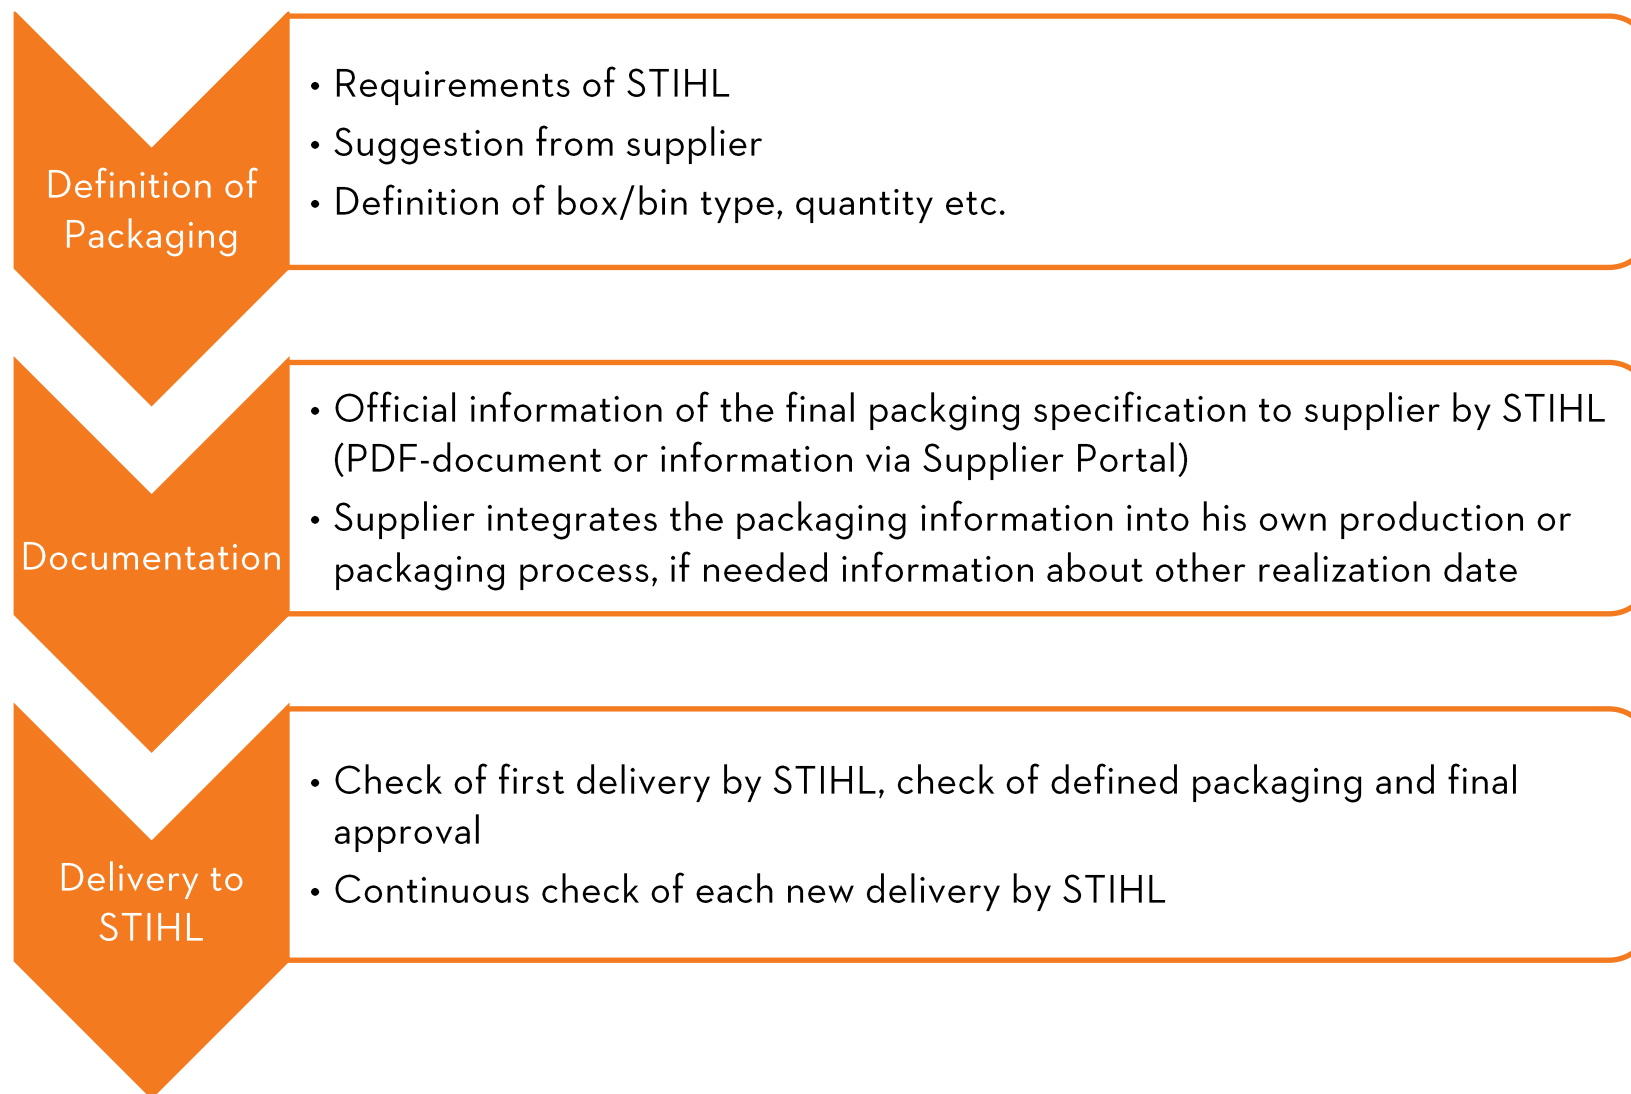 Definition of
Packaging
• Requirements of STIHL
• Suggestion from supplier
• Definition of box/bin type, quantity etc.
Documentation
• Official information of the final packging specification to supplier by STIHL
(PDF-document or information via Supplier Portal)
• Supplier integrates the packaging information into his own production or
packaging process, if needed information about other realization date
Delivery to
STIHL
• Check of first delivery by STIHL, check of defined packaging and final
approval
• Continuous check of each new delivery by STIHL